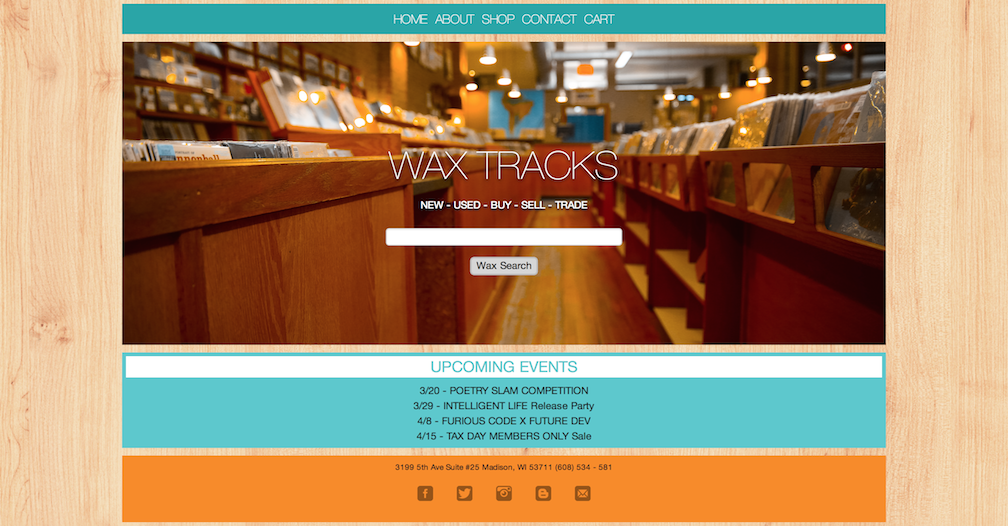 HOME ABOUT SHOP CONTACT CART
WAX TRACKS
NEW - USED - BUY - SELL - TRADE
Wax Search
UPCOMING EVENTS
3/20 - POETRY SLAM COMPETITION
3/29 - INTELLIGENT LIFE Release Party
4/8 - FURIOUS CODE X FUTURE DEV
4/15 - TAX DAY MEMBERS ONLY Sale
3199 5th Ave Suite #25 Madison, WI 53711 (608) 534 - 581